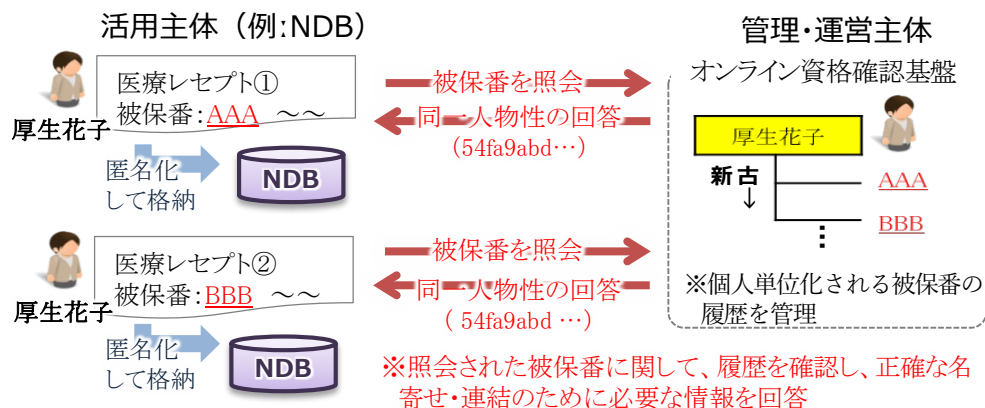 活用主体（例:NDB）
医療レセプト①
被保番:AAA ～～
厚生花子
匿名化
して格納
NDB
被保番を照会
同一人物性の回答
(54fa9abd…)
医療レセプト②
被保番:BBB ～～
厚生花子
匿名化
して格納
NDB
被保番を照会
同一人物性の回答
( 54fa9abd …)
管理・運営主体
オンライン資格確認基盤
厚生花子
新古
↓
AAA
BBB
…
※個人単位化される被保番の
履歴を管理
※照会された被保番に関して、履歴を確認し、正確な名
寄せ・連結のために必要な情報を回答